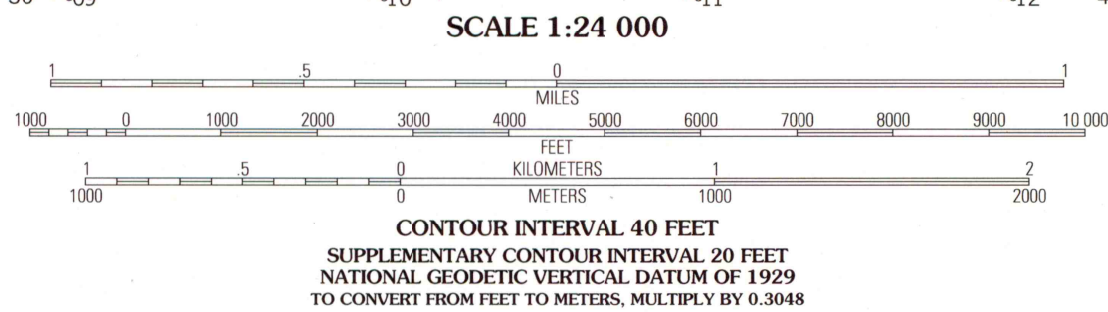 SCALE 1:24 000
1 .5 0 1
MILES
1000 0 1000 2000 3000 4000 5000 6000 7000 8000 9000 10 000
FEET
1 .5 0 KILOMETERS 1 2
1000 0 METERS 1000 2000
CONTOUR INTERVAL 40 FEET
SUPPLEMENTARY CONTOUR INTERVAL 20 FEET
NATIONAL GEODETIC VERTICAL DATUM OF 1929
TO CONVERT FROM FEET TO METERS, MULTIPLY BY 0.3048